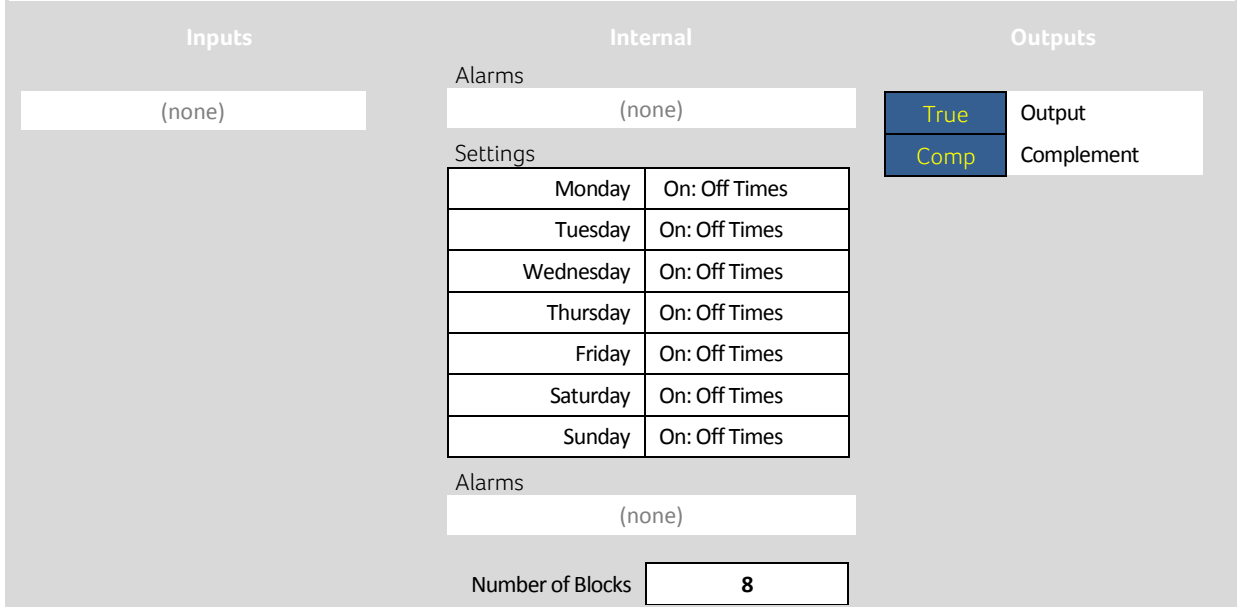 Inputs Internal Outputs
Alarms
(none) (none) True Output
Settings Comp Complement
Monday On: Off Times
Tuesday On: Off Times
Wednesday On: Off Times
Thursday On: Off Times
Friday On: Off Times
Saturday On: Off Times
Sunday On: Off Times
Alarms
(none)
Number of Blocks 8